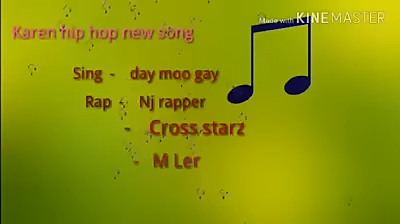 Made with KINEMASTER
Karen hip hop new song
Sing - day moo gay
Rap - Nj rapper
- Cross starz
- M Ler